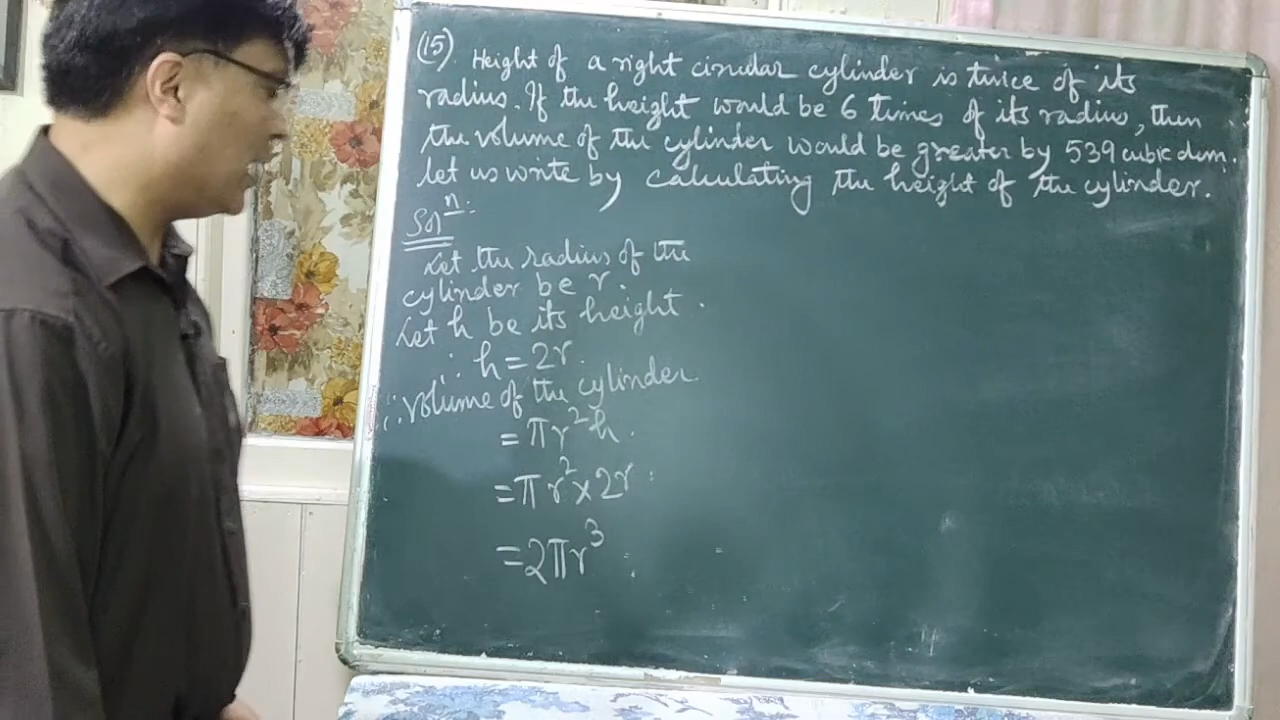 (15). Height of a right circular cylinder is twice of its
radius. If the height would be 6 times of its radius, then
the volume of the cylinder would be greater by 539 cubic dcm.
let us write by calculating the height of the cylinder.
Solⁿ:
Let the radius of the
cylinder be r.
Let h be its height.
∴ h = 2r.
∴ volume of the cylinder.
= πr²h.
= πr² × 2r.
= 2πr³